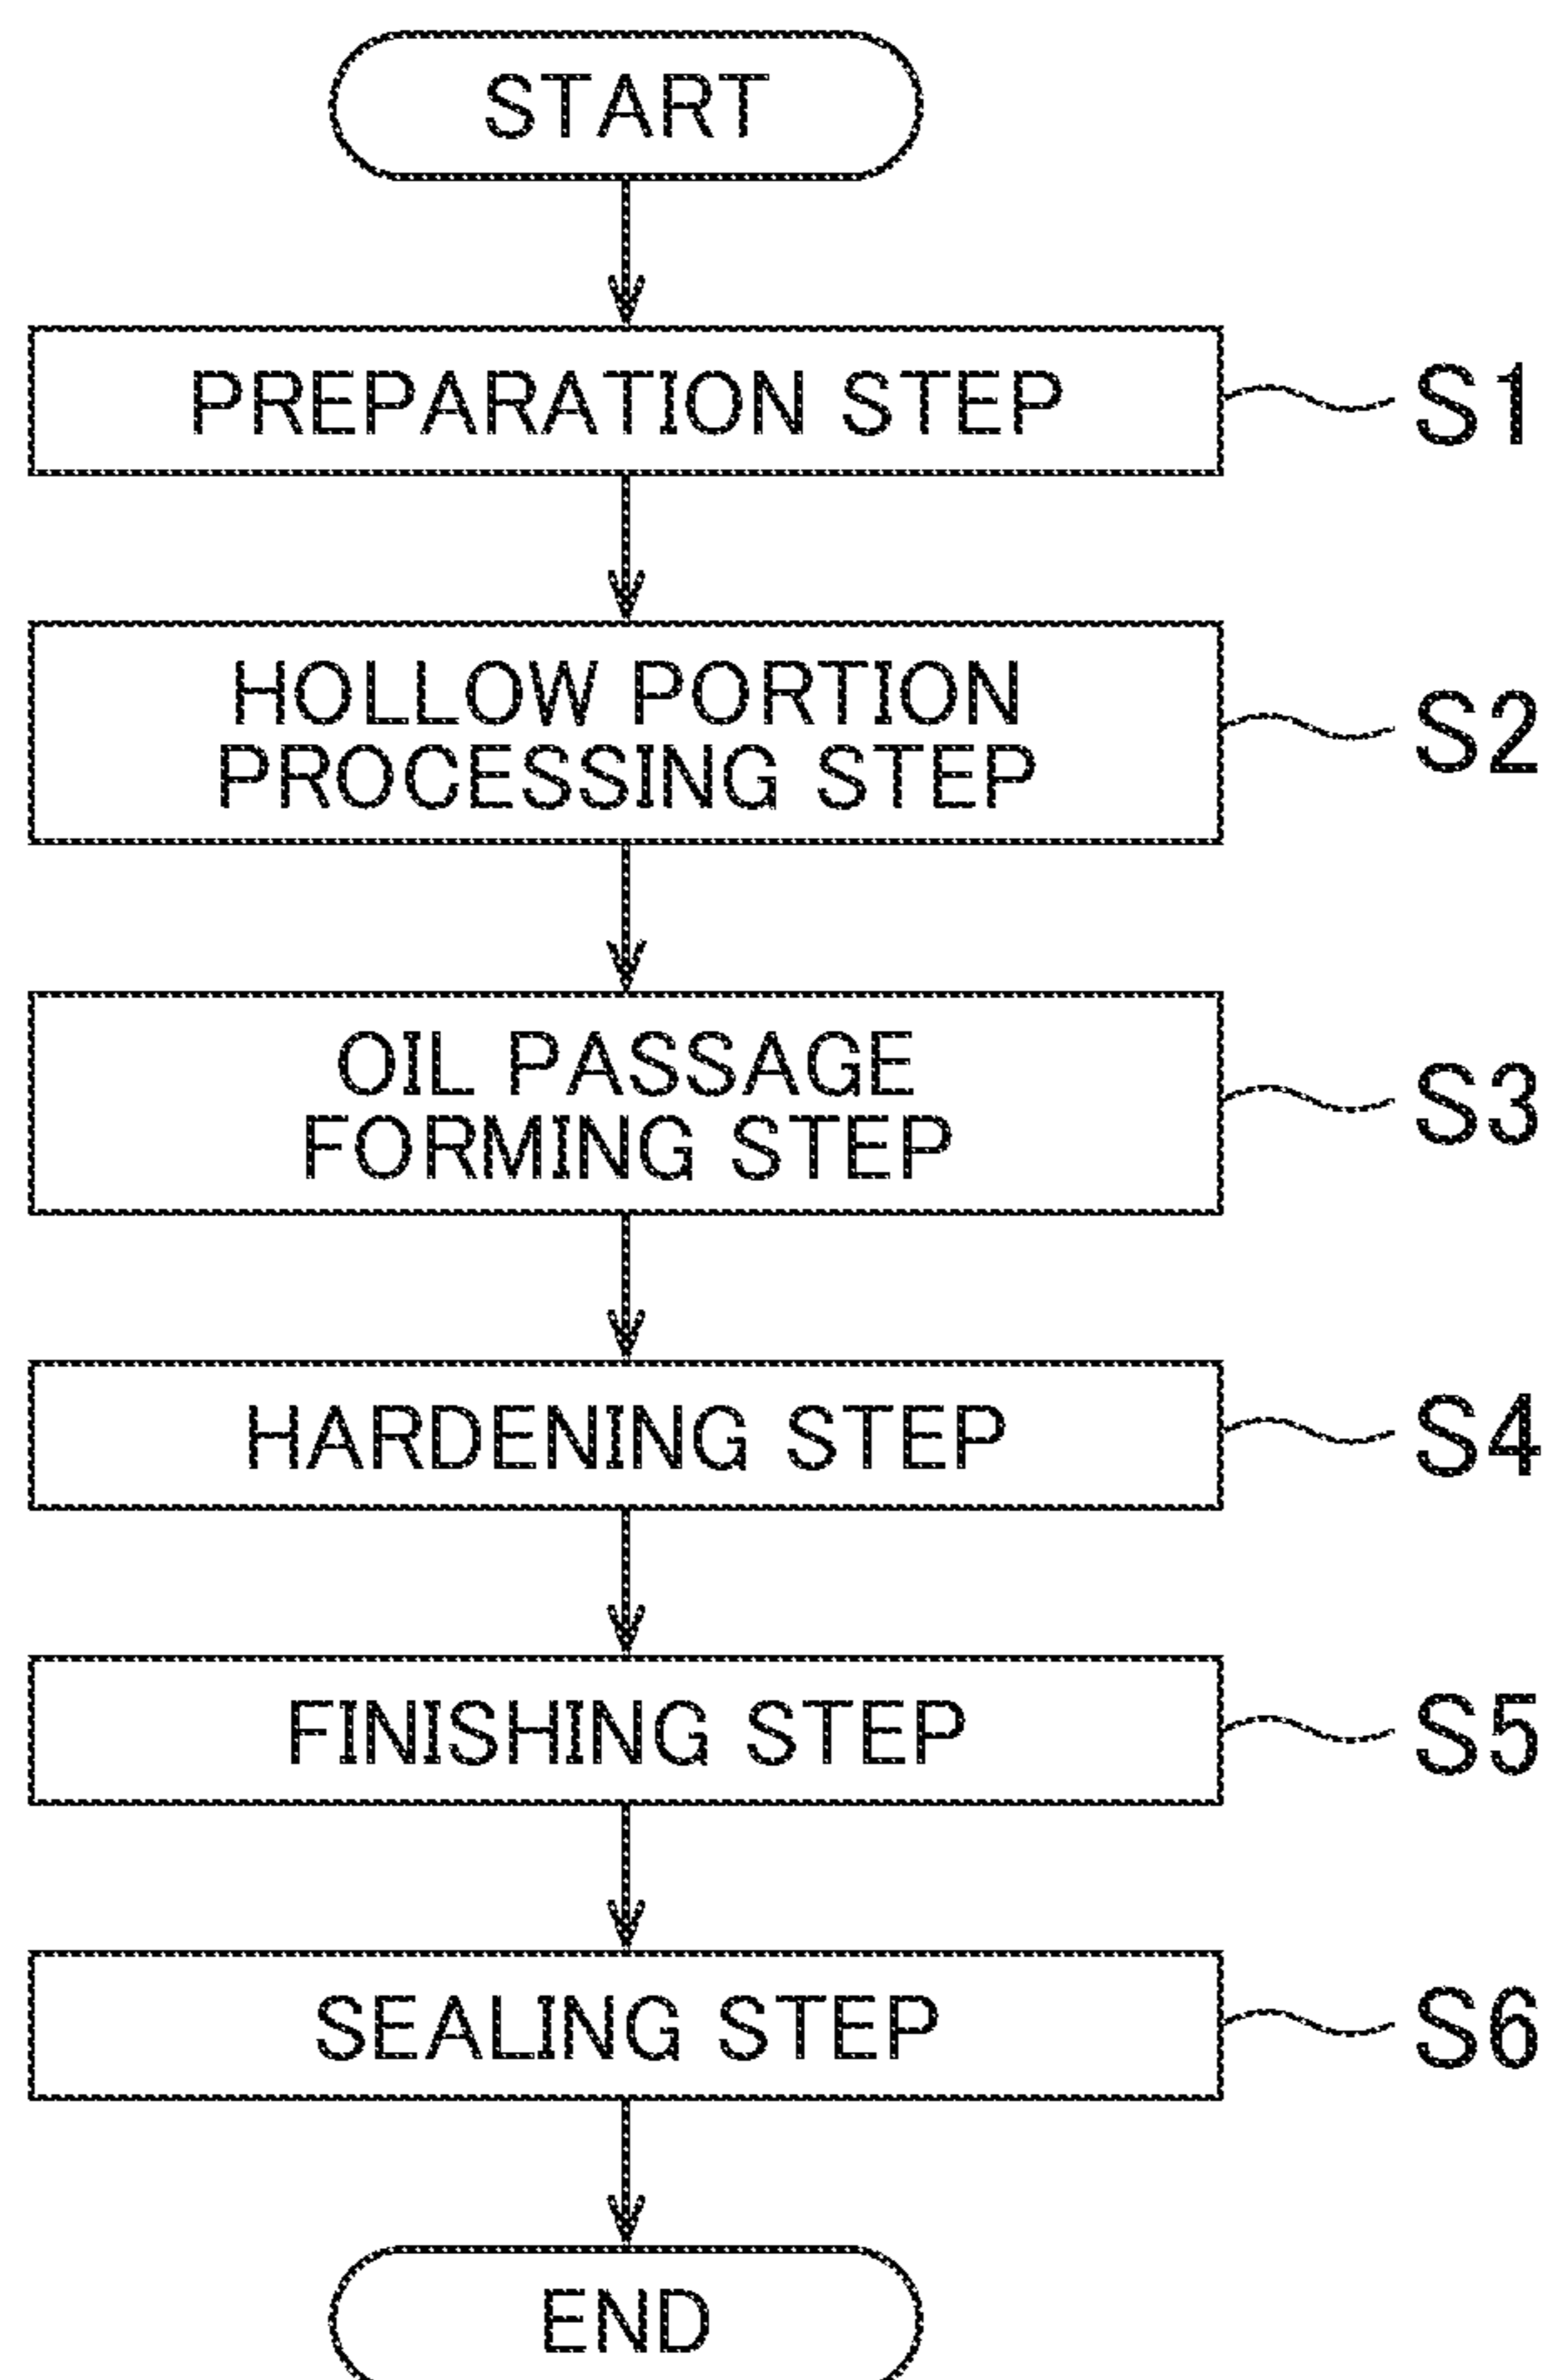 START
PREPARATION STEP
S1
HOLLOW PORTION
PROCESSING STEP
S2
OIL PASSAGE
FORMING STEP
S3
HARDENING STEP
S4
FINISHING STEP
S5
SEALING STEP
S6
END